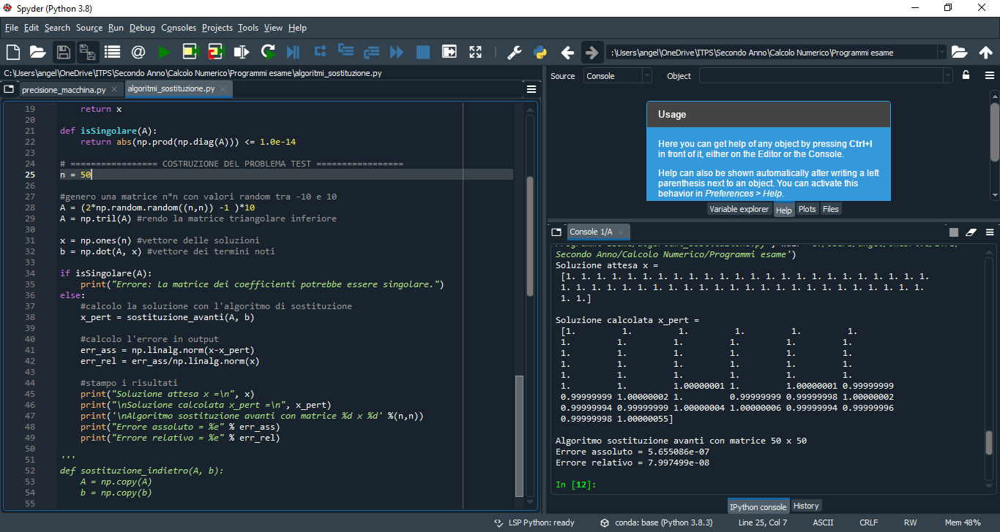 Spyder (Python 3.8)
File Edit Search Source Run Debug Consoles Projects Tools View Help
:\Users\angel\OneDrive\ITPS\Secondo Anno\Calcolo Numerico\Programmi esame
C:\Users\angel\OneDrive\ITPS\Secondo Anno\Calcolo Numerico\Programmi esame\algoritmi_sostituzione.py
precisione_macchina.py
algoritmi_sostituzione.py
19 return x
20
21 def isSingolare(A):
22 return abs(np.prod(np.diag(A))) <= 1.0e-14
23
24 # ================= COSTRUZIONE DEL PROBLEMA TEST =================
25 n = 50
26
27 #genero una matrice n*n con valori random tra -10 e 10
28 A = (2*np.random.random((n,n)) -1 )*10
29 A = np.tril(A) #rendo la matrice triangolare inferiore
30
31 x = np.ones(n) #vettore delle soluzioni
32 b = np.dot(A, x) #vettore dei termini noti
33
34 if isSingolare(A):
35 print("Errore: La matrice dei coefficienti potrebbe essere singolare.")
36 else:
37 #calcolo la soluzione con l'algoritmo di sostituzione
38 x_pert = sostituzione_avanti(A, b)
39
40 #calcolo l'errore in output
41 err_ass = np.linalg.norm(x-x_pert)
42 err_rel = err_ass/np.linalg.norm(x)
43
44 #stampo i risultati
45 print("Soluzione attesa x =\n", x)
46 print("\nSoluzione calcolata x_pert =\n", x_pert)
47 print('\nAlgoritmo sostituzione avanti con matrice %d x %d' %(n,n))
48 print("Errore assoluto = %e" % err_ass)
49 print("Errore relativo = %e" % err_rel)
50
51 '''
52 def sostituzione_indietro(A, b):
53 A = np.copy(A)
54 b = np.copy(b)
55
Source Console Object
Usage
Here you can get help of any object by pressing Ctrl+I
in front of it, either on the Editor or the Console.
Help can also be shown automatically after writing a left
parenthesis next to an object. You can activate this
behavior in Preferences > Help.
Variable explorer Help Plots Files
Console 1/A
Secondo Anno/Calcolo Numerico/Programmi esame')
Soluzione attesa x =
[1. 1. 1. 1. 1. 1. 1. 1. 1. 1. 1. 1. 1. 1. 1. 1. 1. 1. 1. 1. 1. 1. 1. 1.
1. 1. 1. 1. 1. 1. 1. 1. 1. 1. 1. 1. 1. 1. 1. 1. 1. 1. 1. 1. 1. 1. 1. 1.
1. 1.]
Soluzione calcolata x_pert =
[1. 1. 1. 1. 1. 1.
1. 1. 1. 1. 1. 1.
1. 1. 1. 1. 1. 1.
1. 1. 1. 1. 1. 1.
1. 1. 1. 1. 1. 1.
1. 1. 1.00000001 1. 1.00000001 0.99999999
0.99999999 1.00000002 1. 0.99999999 0.99999998 1.00000002
0.99999994 0.99999999 1.00000004 1.00000006 0.99999994 0.99999996
0.99999998 1.00000055]
Algoritmo sostituzione avanti con matrice 50 x 50
Errore assoluto = 5.655086e-07
Errore relativo = 7.997499e-08
In [12]:
IPython console History
LSP Python: ready conda: base (Python 3.8.3) Line 25, Col 7 ASCII CRLF RW Mem 48%